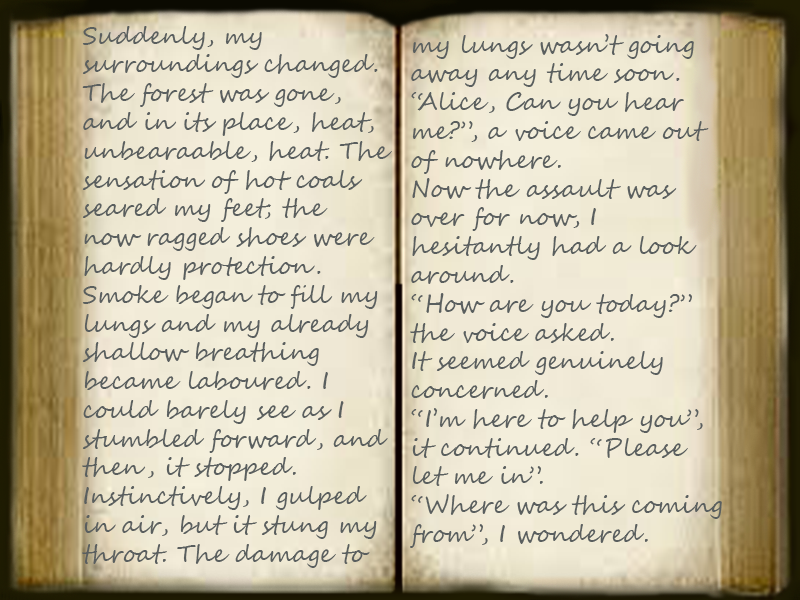 Suddenly, my
surroundings changed.
The forest was gone,
and in its place, heat,
unbearaable, heat. The
sensation of hot coals
seared my feet; the
now ragged shoes were
hardly protection.
Smoke began to fill my
lungs and my already
shallow breathing
became laboured. I
could barely see as I
stumbled forward, and
then, it stopped.
Instinctively, I gulped
in air, but it stung my
throat. The damage to
my lungs wasn't going
away any time soon.
“Alice, Can you hear
me?”, a voice came out
of nowhere.
Now the assault was
over for now, I
hesitantly had a look
around.
“How are you today?”
the voice asked.
It seemed genuinely
concerned.
“I'm here to help you”,
it continued. “Please
let me in”.
“Where was this coming
from”, I wondered.